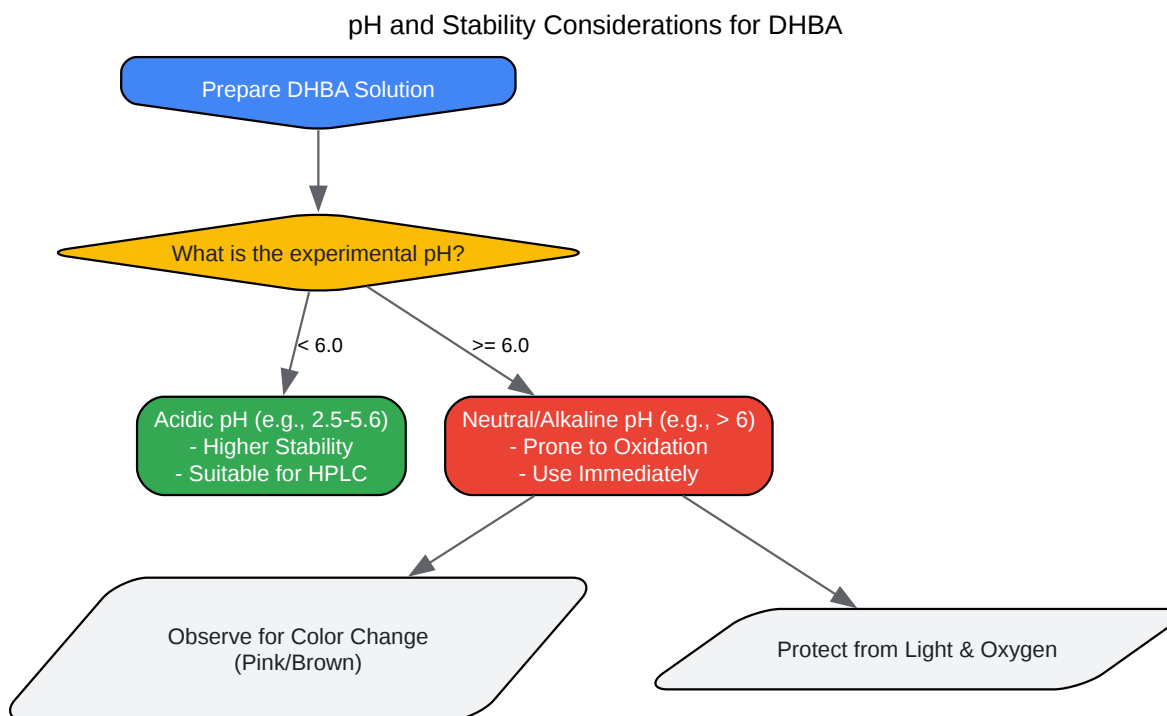 pH and Stability Considerations for DHBA
Prepare DHBA Solution
What is the experimental pH?
< 6.0
>= 6.0
Acidic pH (e.g., 2.5-5.6)
- Higher Stability
- Suitable for HPLC
Neutral/Alkaline pH (e.g., > 6)
- Prone to Oxidation
- Use Immediately
Observe for Color Change
(Pink/Brown)
Protect from Light & Oxygen